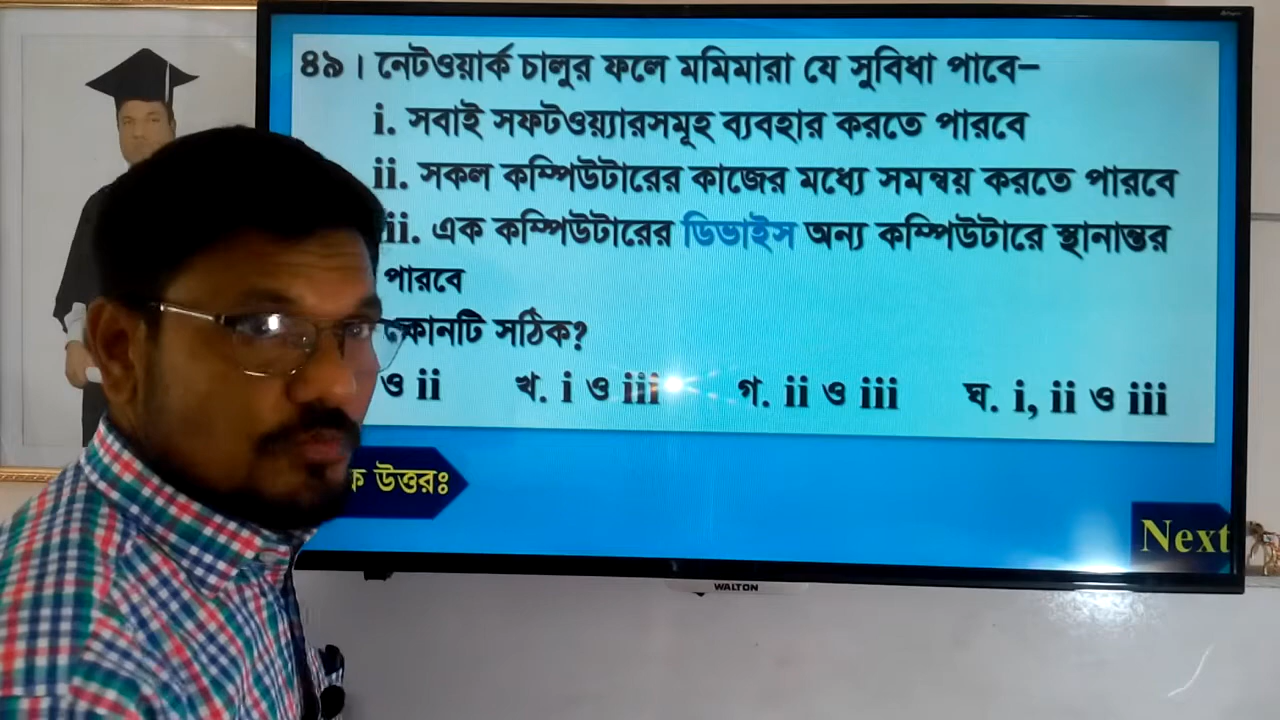 ৪৯। নেটওয়ার্ক চালুর ফলে মমিমারা যে সুবিধা পাবে–
i. সবাই সফটওয়্যারসমূহ ব্যবহার করতে পারবে
ii. সকল কম্পিউটারের কাজের মধ্যে সমন্বয় করতে পারবে
ii. এক কম্পিউটারের ডিভাইস অন্য কম্পিউটারে স্থানান্তর
পারবে
কোনটি সঠিক?
ও ii খ. i ও iii গ. ii ও iii ঘ. i, ii ও iii
উত্তরঃ
Next
WALTON